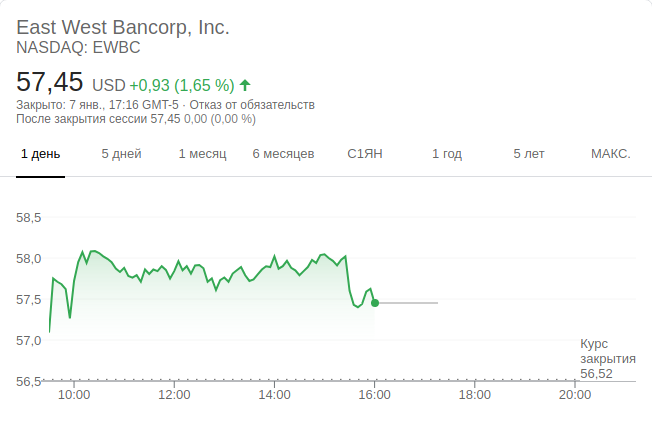 East West Bancorp, Inc.
NASDAQ: EWBC
57,45 USD +0,93 (1,65 %)
Закрыто: 7 янв., 17:16 GMT-5 · Отказ от обязательств
После закрытия сессии 57,45 0,00 (0,00 %)
1 день 5 дней 1 месяц 6 месяцев С1ЯН 1 год 5 лет МАКС.
58,5
58,0
57,5
57,0
Курс
закрытия
56,52
56,5
10:00 12:00 14:00 16:00 18:00 20:00